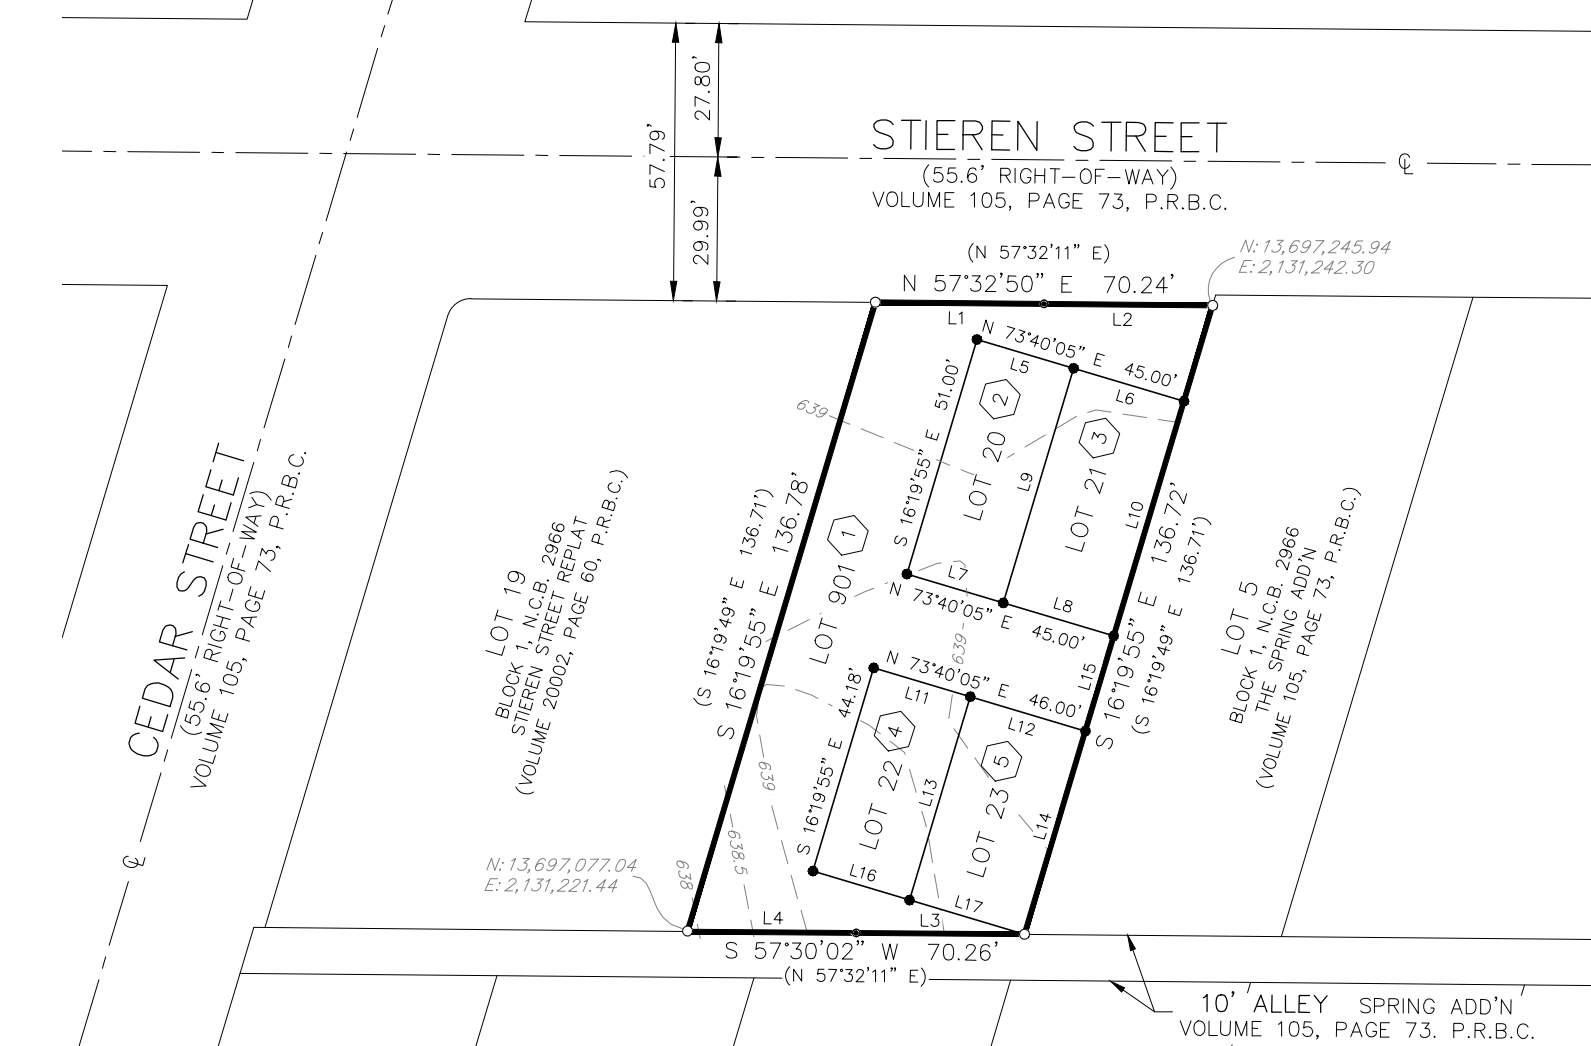 27.80'
57.79'
29.99'
STIEREN STREET
(55.6' RIGHT-OF-WAY)
VOLUME 105, PAGE 73, P.R.B.C.
℄
(N 57°32'11" E)
N 57°32'50" E 70.24'
N: 13,697,245.94
E: 2,131,242.30
L1
L2
N 73°40'05" E 45.00'
L5
L6
S 16°19'55" E 51.00'
2
LOT 20
3
LOT 21
L9
L10
639
CEDAR STREET
(55.6' RIGHT-OF-WAY)
VOLUME 105, PAGE 73, P.R.B.C.
℄
LOT 19
BLOCK 1, N.C.B. 2966
STIEREN STREET REPLAT
(VOLUME 20002, PAGE 60, P.R.B.C.)
(S 16°19'49" E 136.71')
S 16°19'55" E 136.78'
1
LOT 901
L7
L8
N 73°40'05" E 45.00'
639
S 16°19'55" E 136.72'
(S 16°19'49" E 136.71')
L15
LOT 5
BLOCK 1, N.C.B. 2966
THE SPRING ADD'N
(VOLUME 105, PAGE 73, P.R.B.C.)
N 73°40'05" E 46.00'
L11
L12
S 16°19'55" E 44.18'
4
LOT 22
5
LOT 23
L13
L14
639
638.5
638
L16
L17
N: 13,697,077.04
E: 2,131,221.44
L4
L3
S 57°30'02" W 70.26'
(N 57°32'11" E)
10' ALLEY SPRING ADD'N
VOLUME 105, PAGE 73. P.R.B.C.